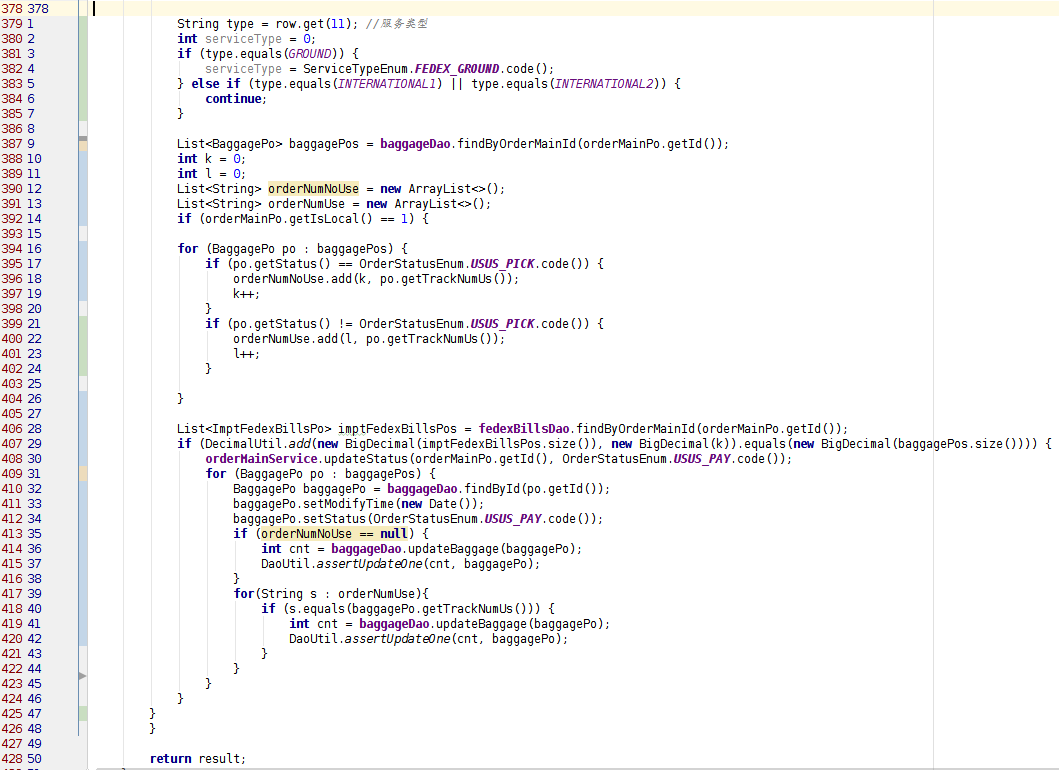 378 378
379 1 String type = row.get(11); //服务类型
380 2 int serviceType = 0;
381 3 if (type.equals(GROUND)) {
382 4 serviceType = ServiceTypeEnum.FEDEX_GROUND.code();
383 5 } else if (type.equals(INTERNATIONAL1) || type.equals(INTERNATIONAL2)) {
384 6 continue;
385 7 }
386 8
387 9 List<BaggagePo> baggagePos = baggageDao.findByOrderMainId(orderMainPo.getId());
388 10 int k = 0;
389 11 int l = 0;
390 12 List<String> orderNumNoUse = new ArrayList<>();
391 13 List<String> orderNumUse = new ArrayList<>();
392 14 if (orderMainPo.getIsLocal() == 1) {
393 15
394 16 for (BaggagePo po : baggagePos) {
395 17 if (po.getStatus() == OrderStatusEnum.USUS_PICK.code()) {
396 18 orderNumNoUse.add(k, po.getTrackNumUs());
397 19 k++;
398 20 }
399 21 if (po.getStatus() != OrderStatusEnum.USUS_PICK.code()) {
400 22 orderNumUse.add(l, po.getTrackNumUs());
401 23 l++;
402 24 }
403 25
404 26 }
405 27
406 28 List<ImptFedexBillsPo> imptFedexBillsPos = fedexBillsDao.findByOrderMainId(orderMainPo.getId());
407 29 if (DecimalUtil.add(new BigDecimal(imptFedexBillsPos.size()), new BigDecimal(k)).equals(new BigDecimal(baggagePos.size()))) {
408 30 orderMainService.updateStatus(orderMainPo.getId(), OrderStatusEnum.USUS_PAY.code());
409 31 for (BaggagePo po : baggagePos) {
410 32 BaggagePo baggagePo = baggageDao.findById(po.getId());
411 33 baggagePo.setModifyTime(new Date());
412 34 baggagePo.setStatus(OrderStatusEnum.USUS_PAY.code());
413 35 if (orderNumNoUse == null) {
414 36 int cnt = baggageDao.updateBaggage(baggagePo);
415 37 DaoUtil.assertUpdateOne(cnt, baggagePo);
416 38 }
417 39 for(String s : orderNumUse){
418 40 if (s.equals(baggagePo.getTrackNumUs())) {
419 41 int cnt = baggageDao.updateBaggage(baggagePo);
420 42 DaoUtil.assertUpdateOne(cnt, baggagePo);
421 43 }
422 44 }
423 45 }
424 46 }
425 47 }
426 48 }
427 49
428 50 return result;